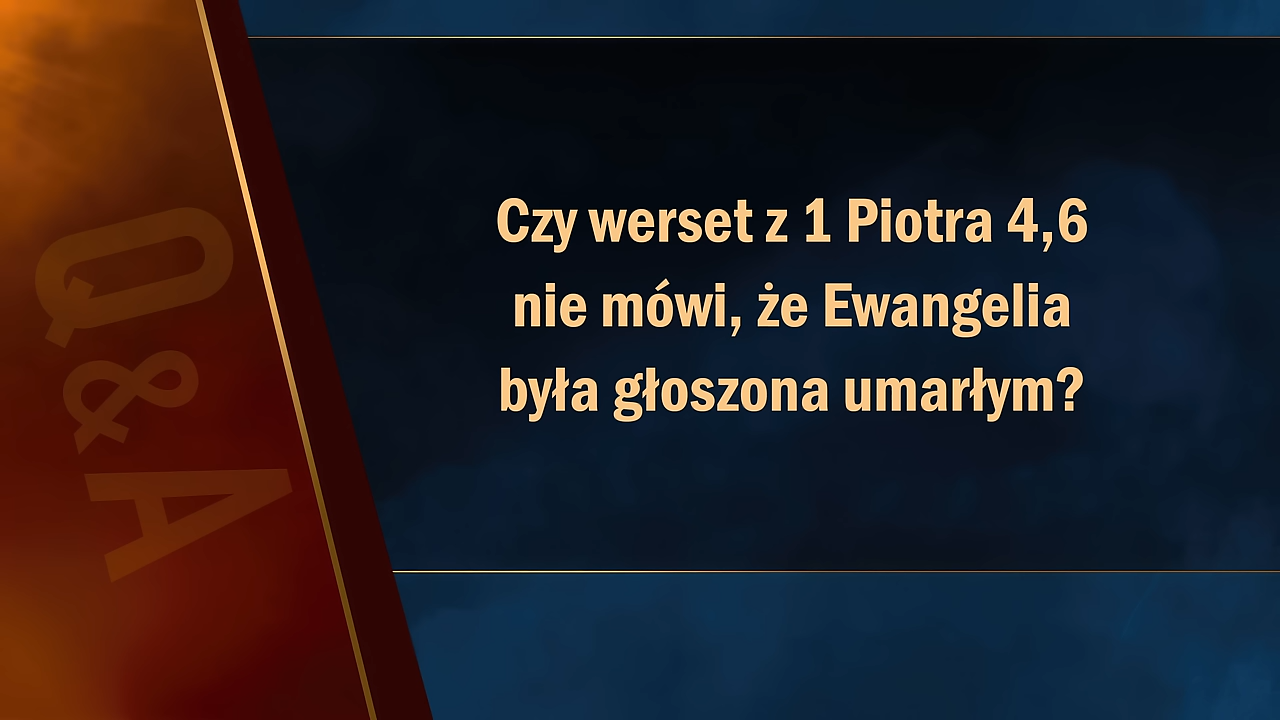 Q & A
Czy werset z 1 Piotra 4,6
nie mówi, że Ewangelia
była głoszona umarłym?